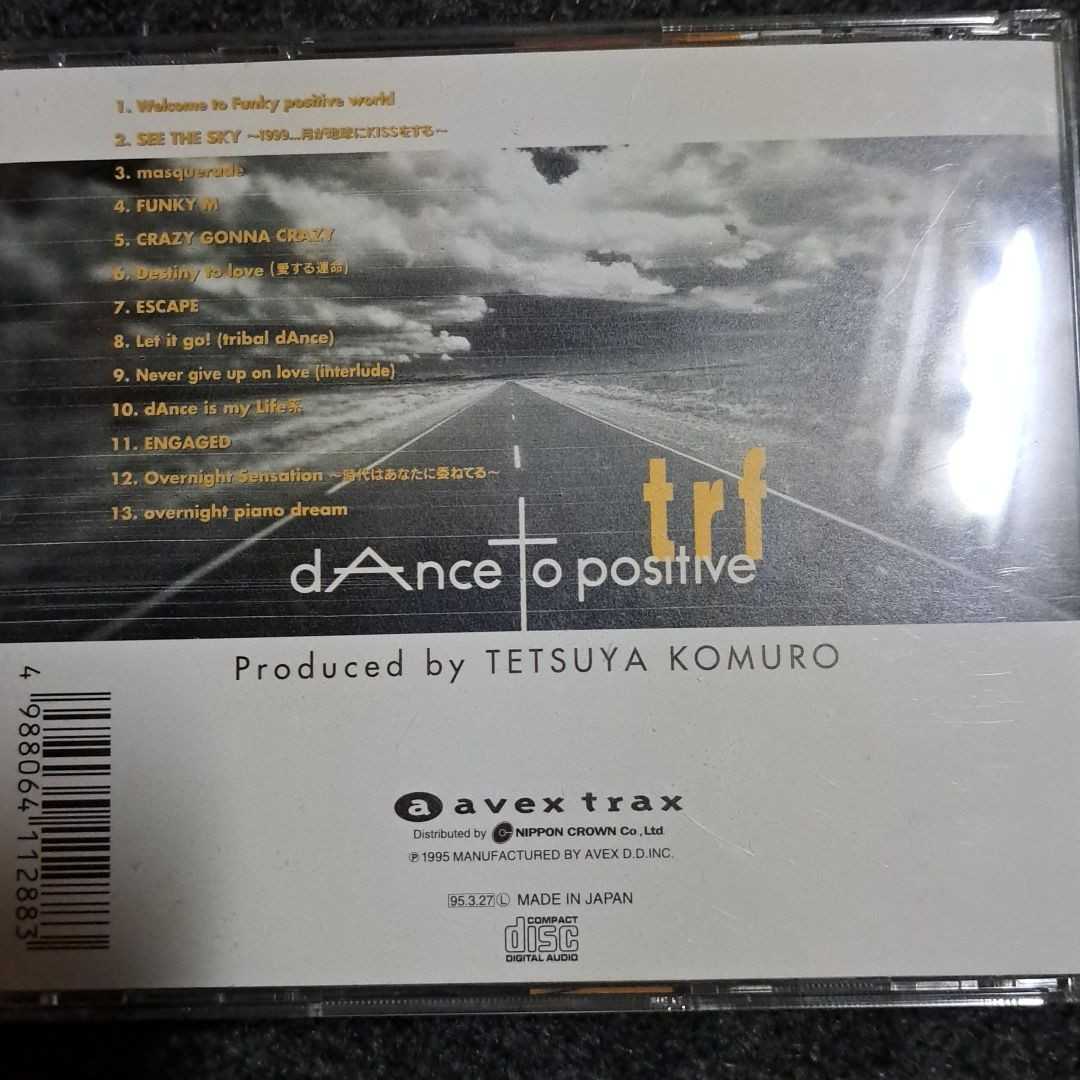 1. Welcome to Funky positive world
2. SEE THE SKY ～1999...月が地球にKISSをする～
3. masquerade
4. FUNKY M
5. CRAZY GONNA CRAZY
6. Destiny to love (愛する運命)
7. ESCAPE
8. Let it go! (tribal dAnce)
9. Never give up on love (interlude)
10. dAnce is my Life系
11. ENGAGED
12. Overnight Sensation ～時代はあなたに委ねてる～
13. overnight piano dream
trf
dAnce to positive
Produced by TETSUYA KOMURO
4 988064 112883
a avex trax
Distributed by NIPPON CROWN Co., Ltd.
Ⓟ 1995 MANUFACTURED BY AVEX D.D.INC.
95.3.27 Ⓛ MADE IN JAPAN
COMPACT
disc
DIGITAL AUDIO